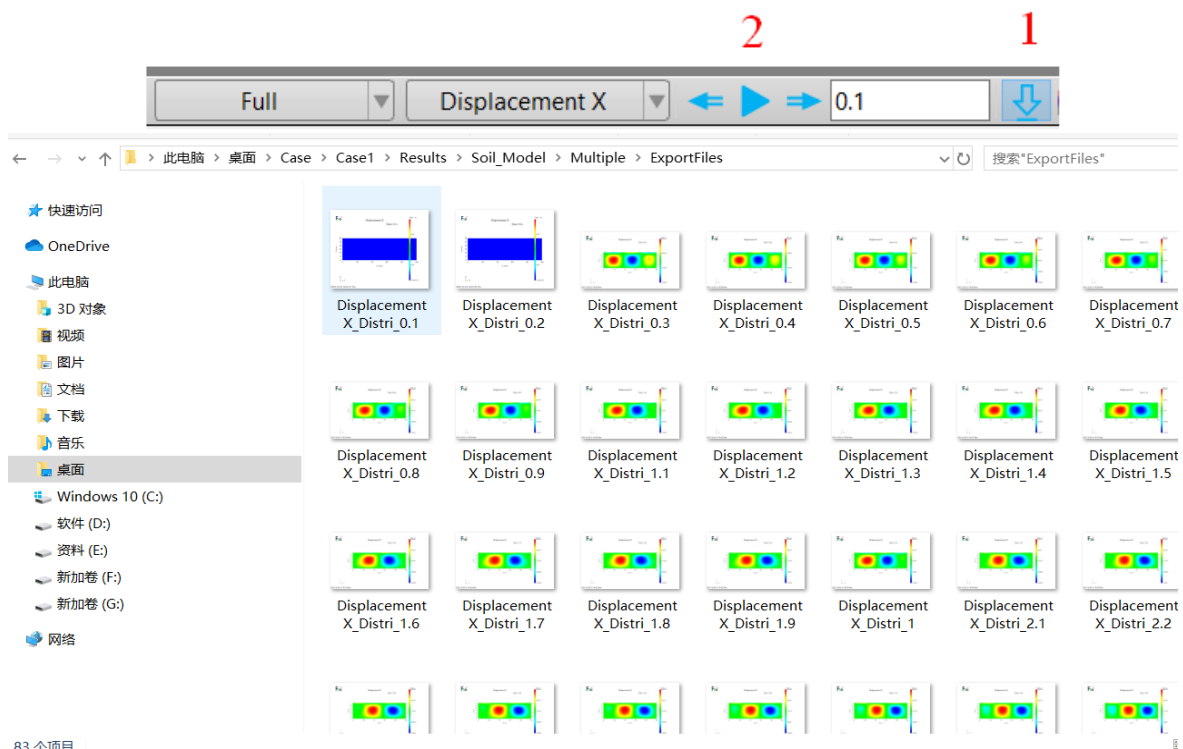 2
1
Full
Displacement X
0.1
此电脑
桌面
Case
Case1
Results
Soil_Model
Multiple
ExportFiles
搜索"ExportFiles"
快速访问
OneDrive
此电脑
3D 对象
视频
图片
文档
下载
音乐
桌面
Windows 10 (C:)
软件 (D:)
资料 (E:)
新加卷 (F:)
新加卷 (G:)
网络
Displacement
X_Distri_0.1
Displacement
X_Distri_0.2
Displacement
X_Distri_0.3
Displacement
X_Distri_0.4
Displacement
X_Distri_0.5
Displacement
X_Distri_0.6
Displacement
X_Distri_0.7
Displacement
X_Distri_0.8
Displacement
X_Distri_0.9
Displacement
X_Distri_1.1
Displacement
X_Distri_1.2
Displacement
X_Distri_1.3
Displacement
X_Distri_1.4
Displacement
X_Distri_1.5
Displacement
X_Distri_1.6
Displacement
X_Distri_1.7
Displacement
X_Distri_1.8
Displacement
X_Distri_1.9
Displacement
X_Distri_1
Displacement
X_Distri_2.1
Displacement
X_Distri_2.2
83 个项目